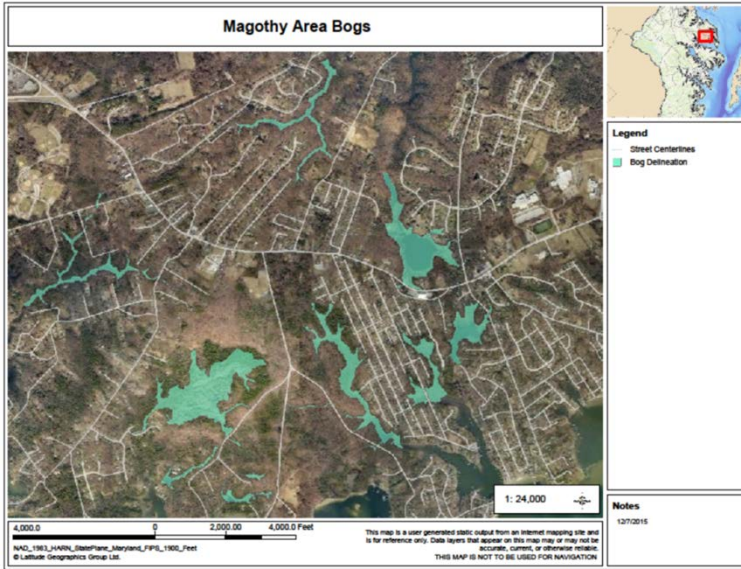 Magothy Area Bogs
Legend
Street Centerlines
Bog Delineation
1: 24,000
4,000.0 0 2,000.00 4,000.0 Feet
NAD_1983_HARN_StatePlane_Maryland_FIPS_1900_Feet
© Latitude Geographics Group Ltd.
This map is a user generated static output from an Internet mapping site and
is for reference only. Data layers that appear on this map may or may not be
accurate, current, or otherwise reliable.
THIS MAP IS NOT TO BE USED FOR NAVIGATION
Notes
12/7/2015